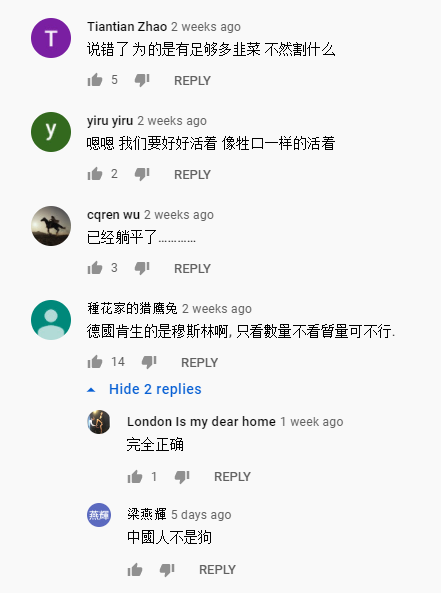 T
Tiantian Zhao 2 weeks ago
说错了 为的是有足够多韭菜 不然割什么
5 REPLY
y
yiru yiru 2 weeks ago
嗯嗯 我们要好好活着 像牲口一样的活着
2 REPLY
cqren wu 2 weeks ago
已经躺平了…………
3 REPLY
種花家的猎鷹兔 2 weeks ago
德國肯生的是穆斯林啊, 只看數量不看皆量可不行.
14 REPLY
Hide 2 replies
London Is my dear home 1 week ago
完全正确
1 REPLY
燕輝
梁燕輝 5 days ago
中國人不是狗
REPLY